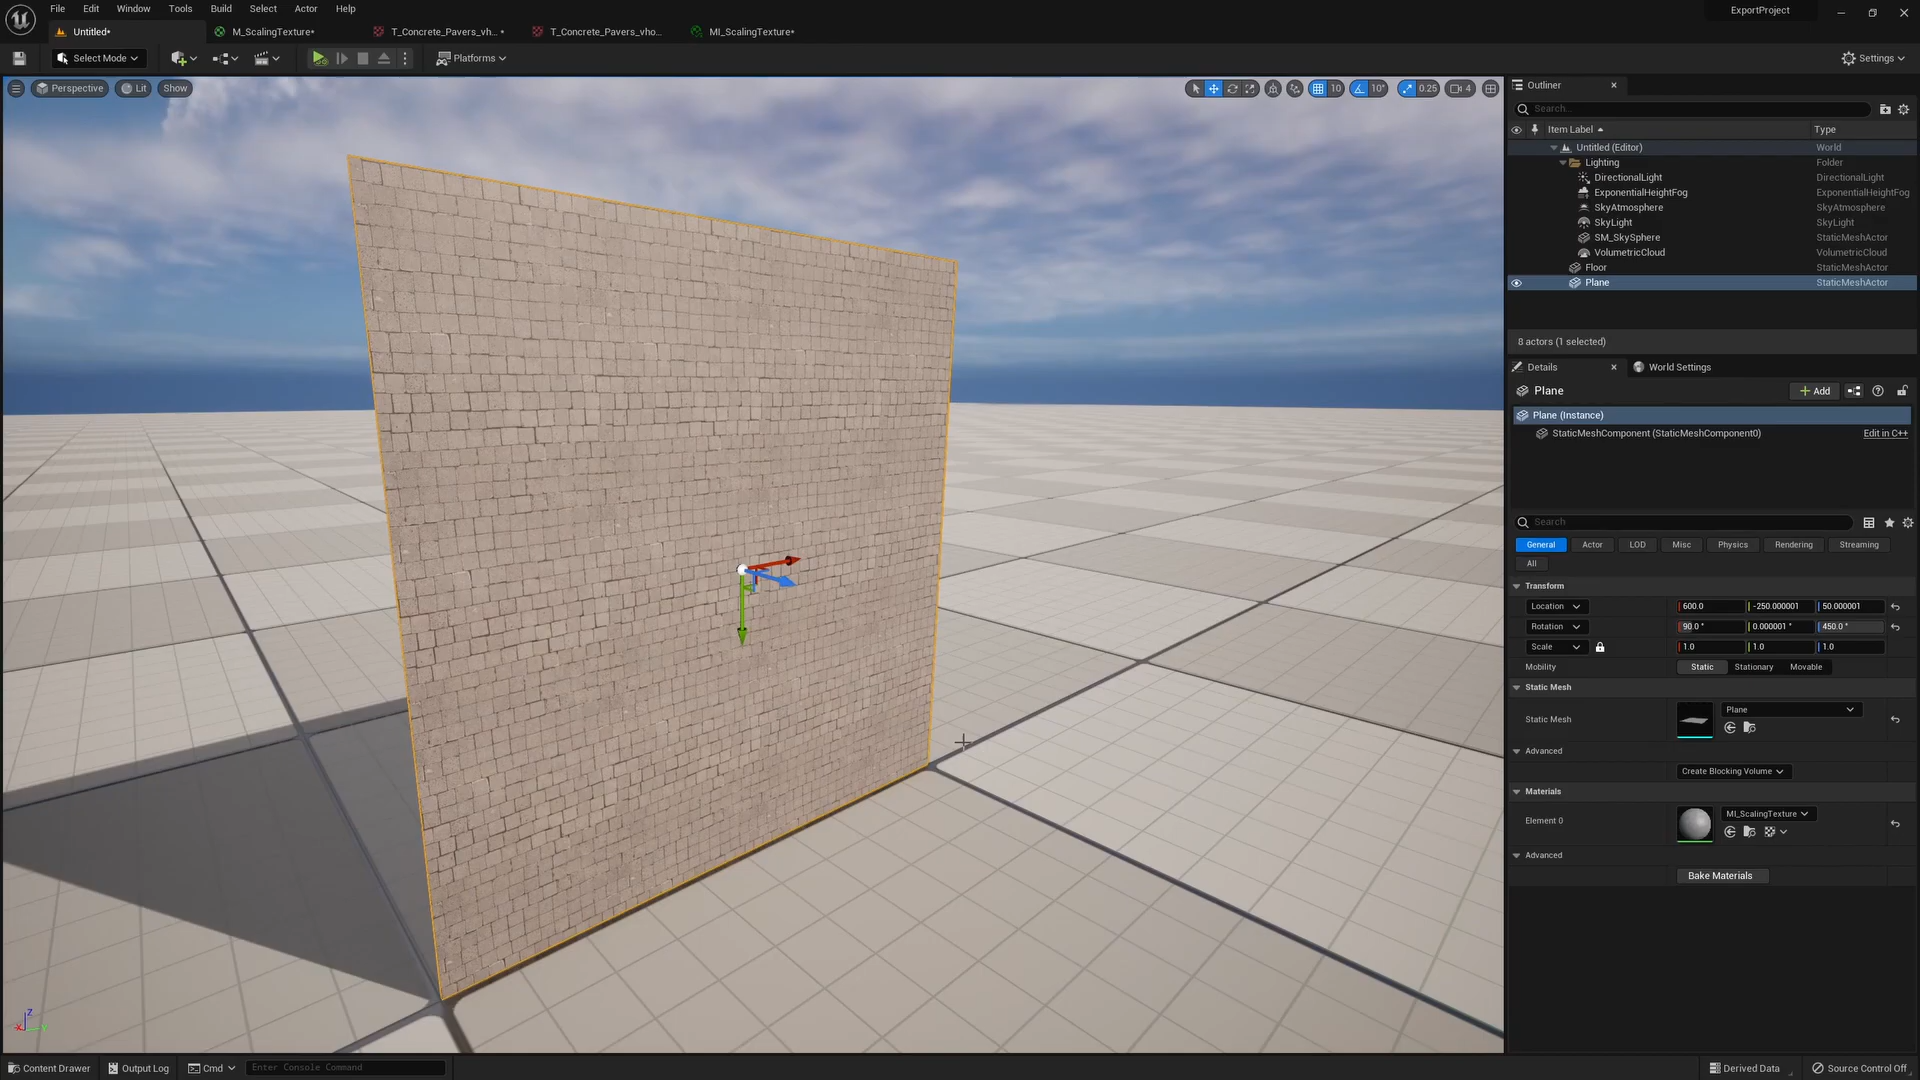 File Edit Window Tools Build Select Actor Help
ExportProject
Untitled*
M_ScalingTexture*
T_Concrete_Pavers_vh... *
T_Concrete_Pavers_vho...
MI_ScalingTexture*
Select Mode
Platforms
Settings
Perspective Lit Show
10 10° 0.25 4
Outliner
Search...
Item Label Type
Untitled (Editor) World
Lighting Folder
DirectionalLight DirectionalLight
ExponentialHeightFog ExponentialHeightFog
SkyAtmosphere SkyAtmosphere
SkyLight SkyLight
SM_SkySphere StaticMeshActor
VolumetricCloud VolumetricCloud
Floor StaticMeshActor
Plane StaticMeshActor
8 actors (1 selected)
Details World Settings
Plane
+ Add
Plane (Instance)
StaticMeshComponent (StaticMeshComponent0) Edit in C++
Search
General Actor LOD Misc Physics Rendering Streaming
All
Transform
Location 600.0 -250.000001 50.000001
Rotation 90.0 ° 0.000001 ° 450.0 °
Scale 1.0 1.0 1.0
Mobility Static Stationary Movable
Static Mesh
Static Mesh Plane
Advanced
Create Blocking Volume
Materials
Element 0 MI_ScalingTexture
Advanced
Bake Materials
Z
X Y
Content Drawer Output Log Cmd Enter Console Command Derived Data Source Control Off